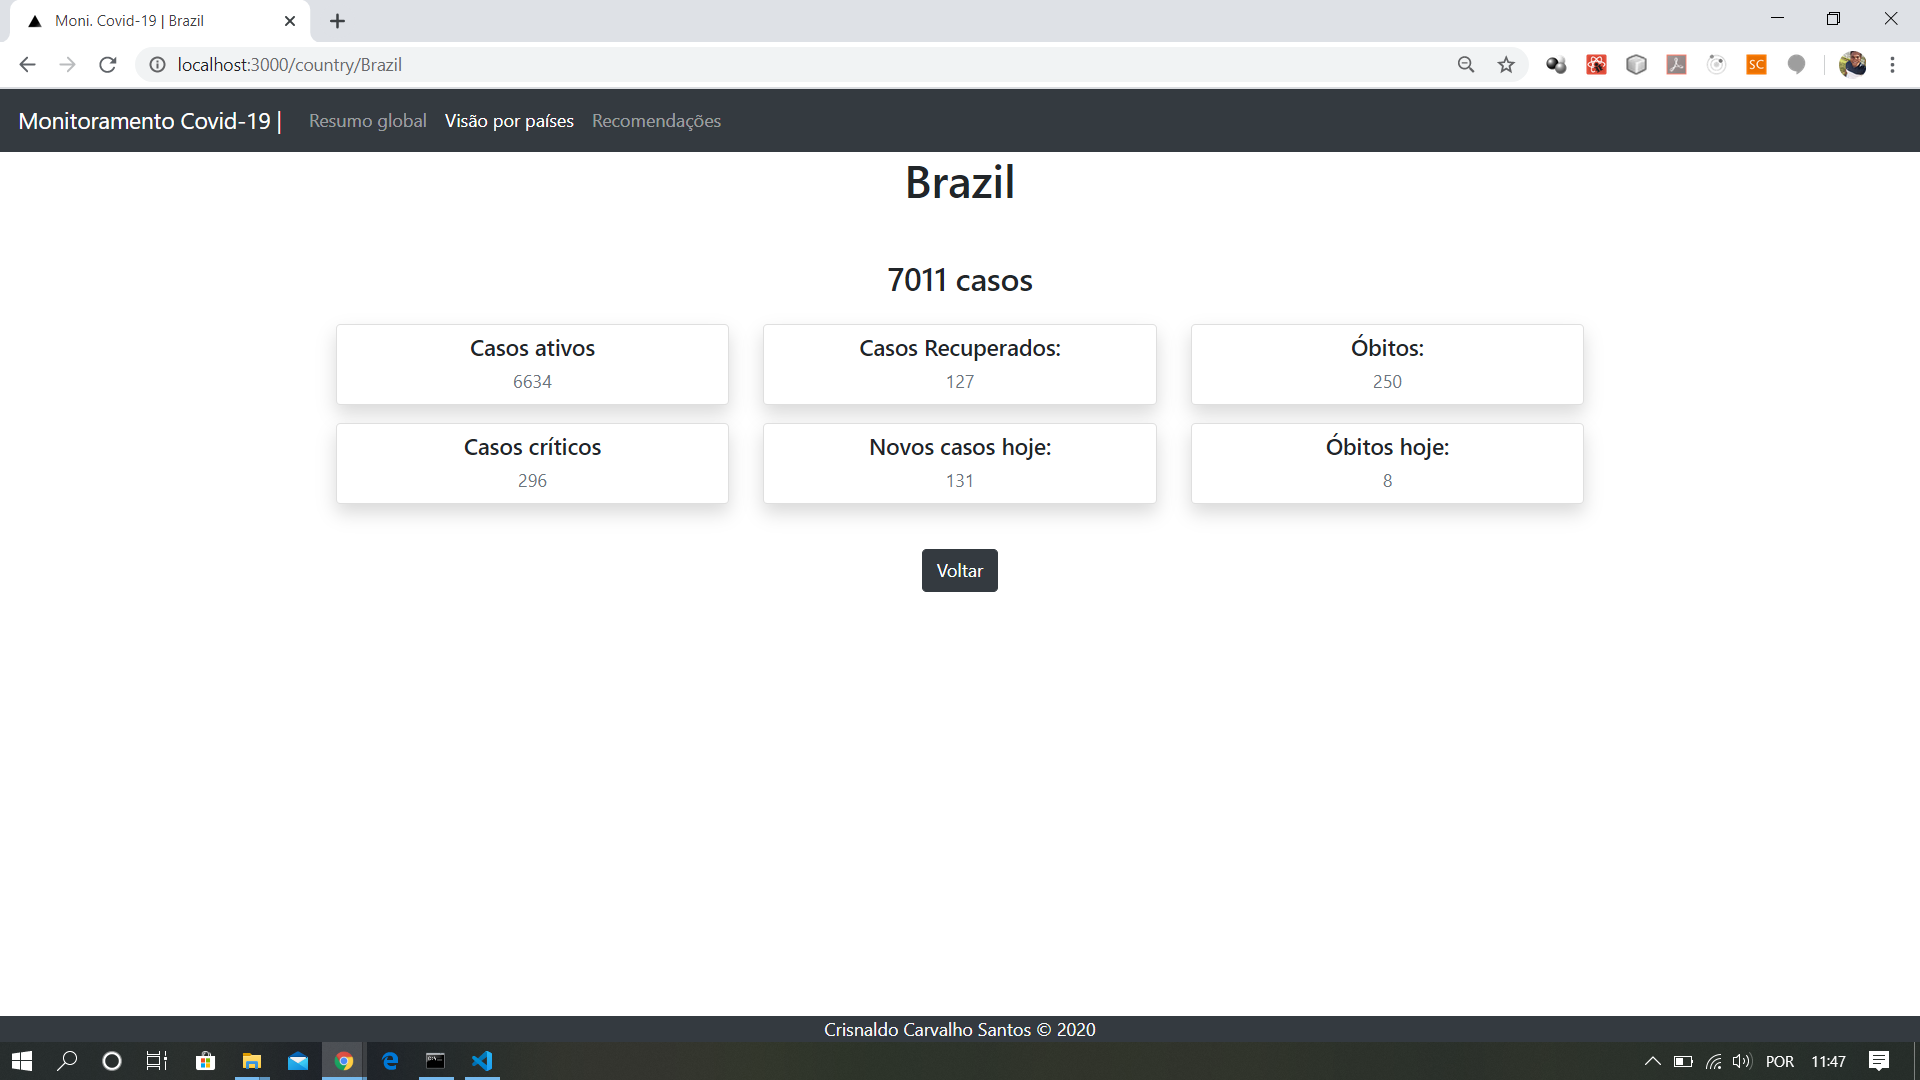 Moni. Covid-19 | Brazil
localhost:3000/country/Brazil
SC
Monitoramento Covid-19 | Resumo global Visão por países Recomendações
Brazil
7011 casos
Casos ativos
6634
Casos Recuperados:
127
Óbitos:
250
Casos críticos
296
Novos casos hoje:
131
Óbitos hoje:
8
Voltar
Crisnaldo Carvalho Santos © 2020
POR 11:47